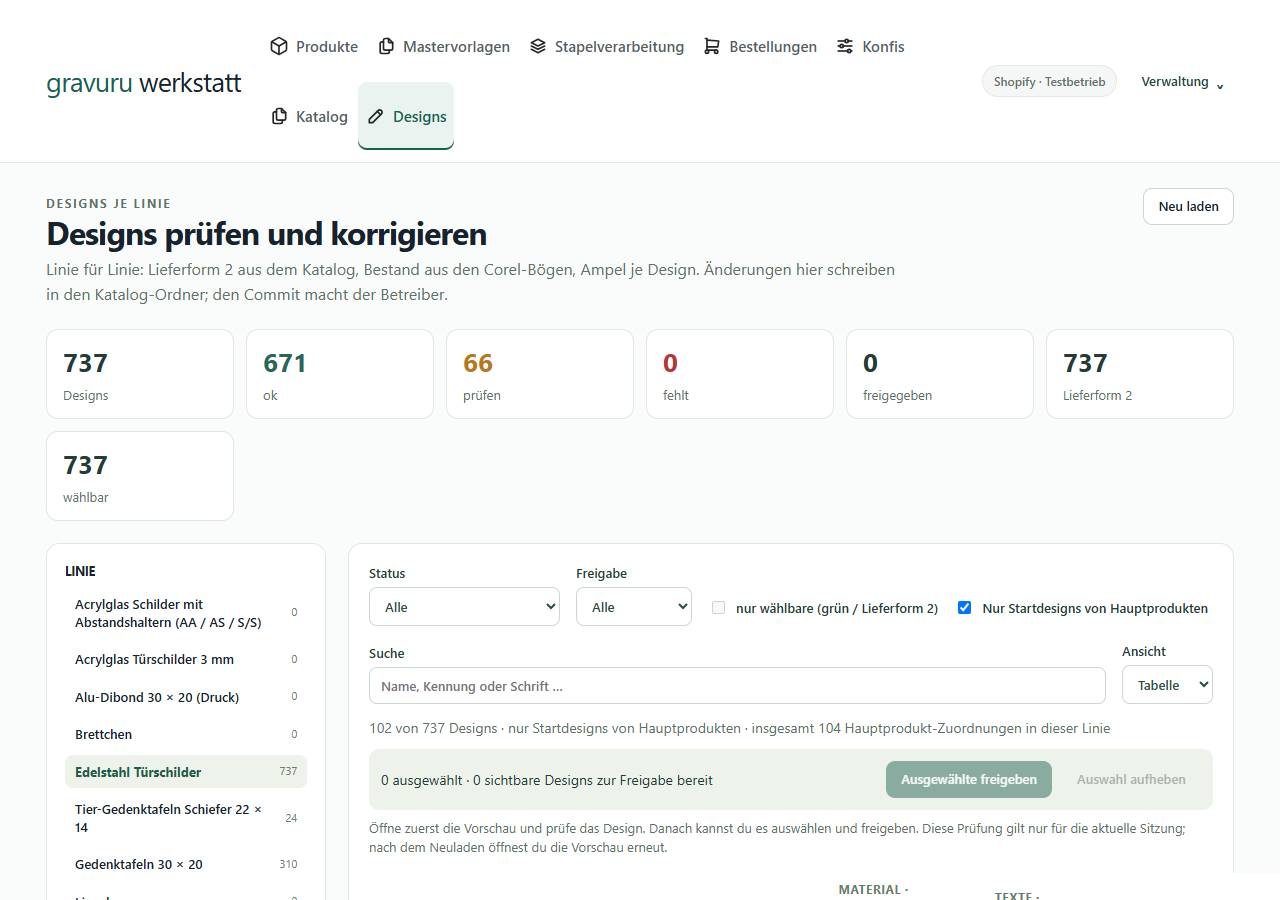 gravuru werkstatt
Produkte
Mastervorlagen
Stapelverarbeitung
Bestellungen
Konfis
Katalog
Designs
Shopify · Testbetrieb
Verwaltung
DESIGNS JE LINIE
Designs prüfen und korrigieren
Linie für Linie: Lieferform 2 aus dem Katalog, Bestand aus den Corel-Bögen, Ampel je Design. Änderungen hier schreiben
in den Katalog-Ordner; den Commit macht der Betreiber.
Neu laden
737
Designs
671
ok
66
prüfen
0
fehlt
0
freigegeben
737
Lieferform 2
737
wählbar
LINIE
Acrylglas Schilder mit
Abstandshaltern (AA / AS / S/S)
0
Acrylglas Türschilder 3 mm
0
Alu-Dibond 30 × 20 (Druck)
0
Brettchen
0
Edelstahl Türschilder
737
Tier-Gedenktafeln Schiefer 22 ×
14
24
Gedenktafeln 30 × 20
310
Status
Alle
Freigabe
Alle
nur wählbare (grün / Lieferform 2)
Nur Startdesigns von Hauptprodukten
Suche
Name, Kennung oder Schrift ...
Ansicht
Tabelle
102 von 737 Designs · nur Startdesigns von Hauptprodukten · insgesamt 104 Hauptprodukt-Zuordnungen in dieser Linie
0 ausgewählt · 0 sichtbare Designs zur Freigabe bereit
Ausgewählte freigeben
Auswahl aufheben
Öffne zuerst die Vorschau und prüfe das Design. Danach kannst du es auswählen und freigeben. Diese Prüfung gilt nur für die aktuelle Sitzung;
nach dem Neuladen öffnest du die Vorschau erneut.
MATERIAL ·
TEXTE ·